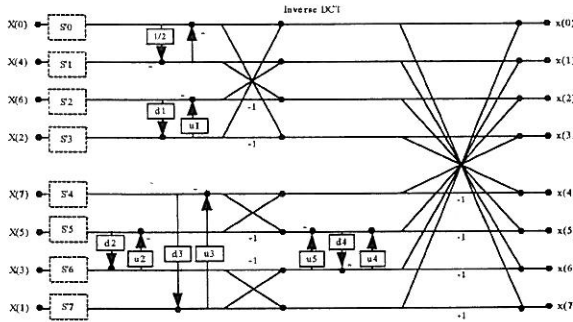 Inverse DCT
X(0) S'0 x(0)
1/2
X(4) S'1 x(1)
X(6) S'2 x(2)
d1 u1 -1
X(2) S'3 -1 x(3
X(7) S'4 -1 x(4
X(5) S'5 -1 -1 x(5
d2 u2 d3 u3 u5 d4 u4
X(3) S'6 -1 -1 x(6
X(1) S'7 -1 x(7